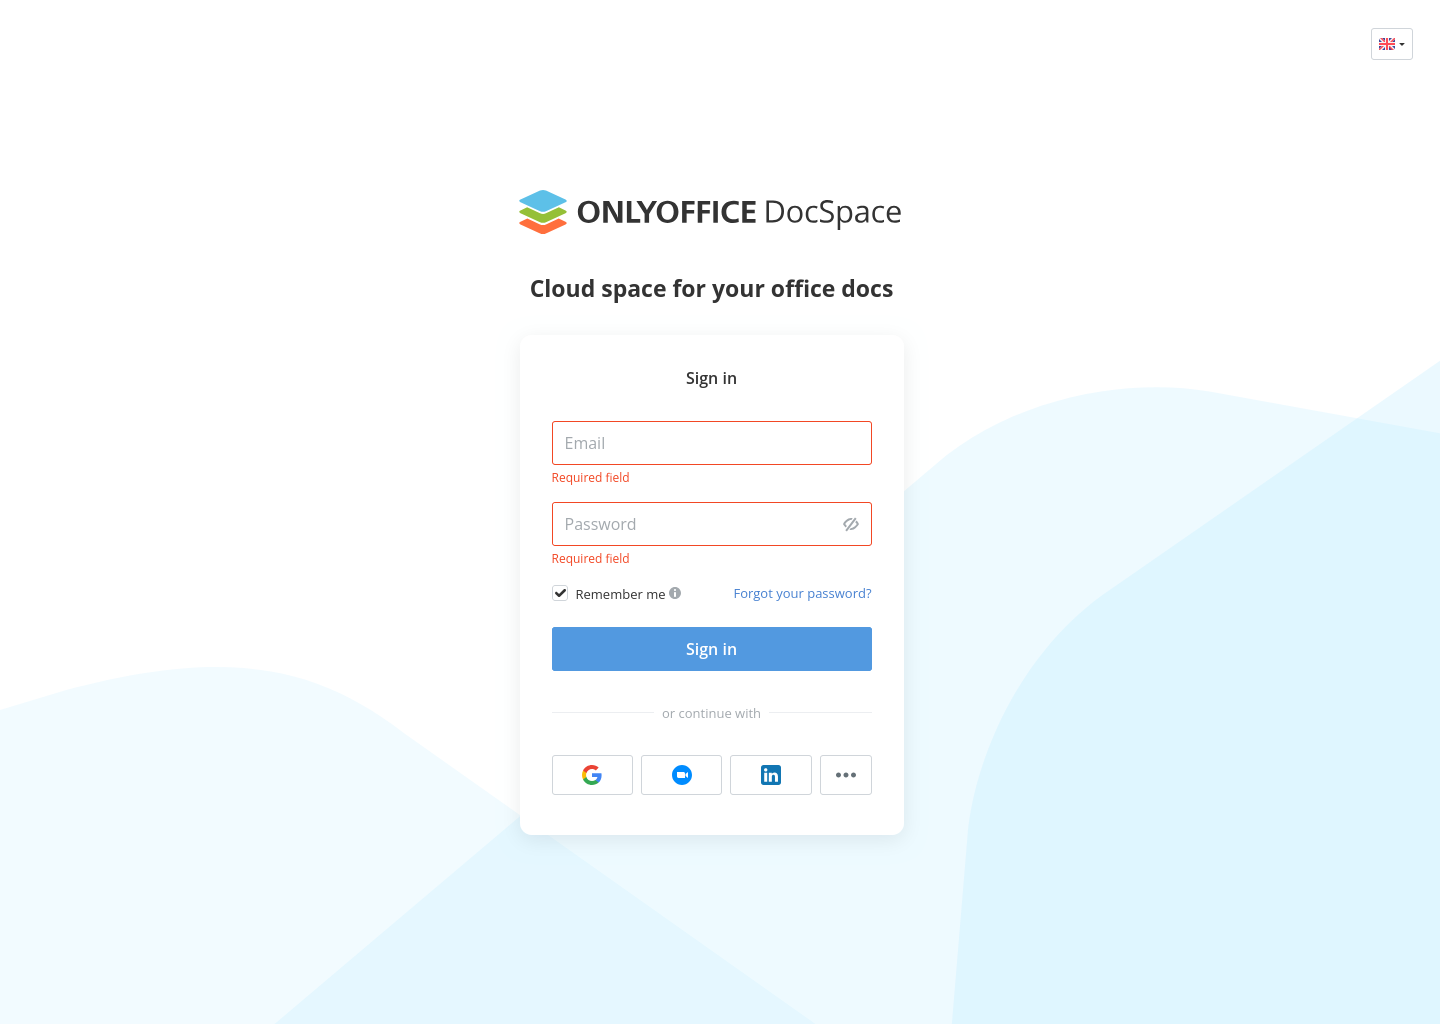 ONLYOFFICE DocSpace
Cloud space for your office docs
Sign in
Email
Required field
Password
Required field
Remember me
Forgot your password?
Sign in
or continue with
in